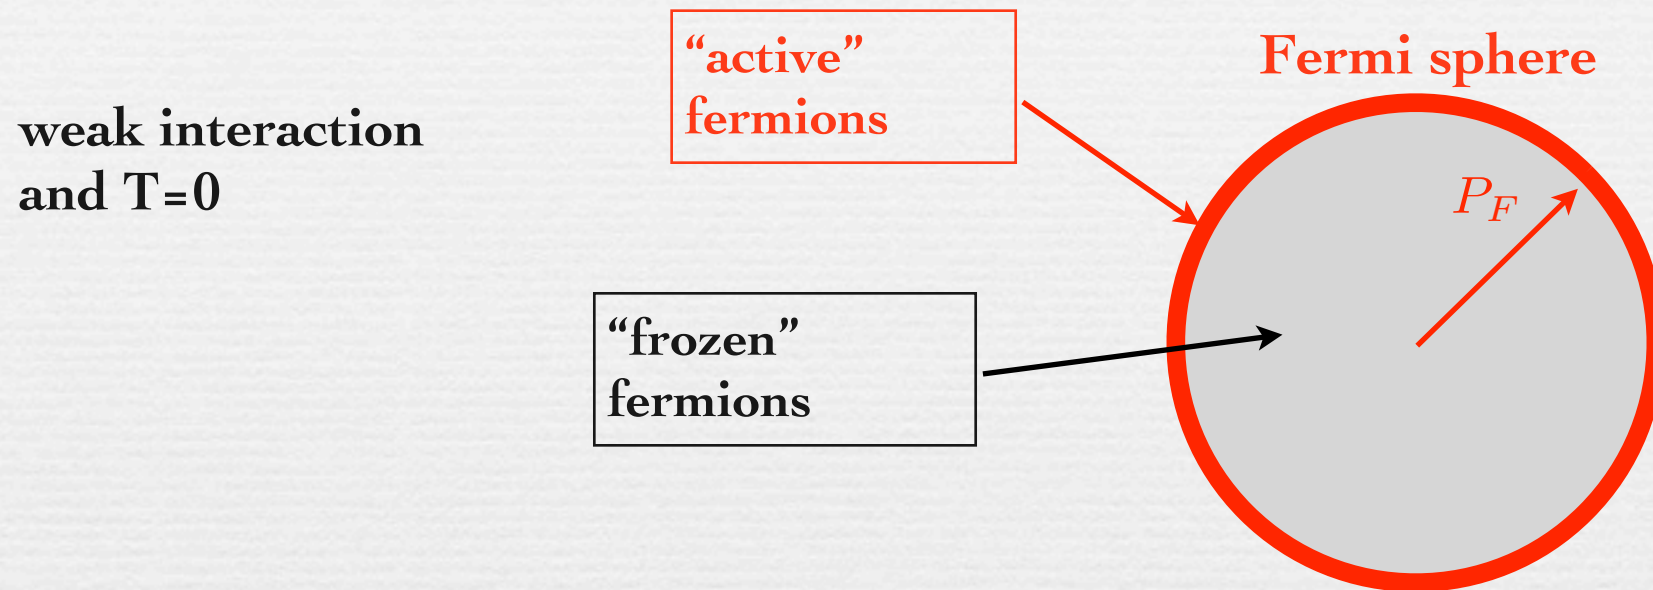 weak interaction
and T=0
“active”
fermions
“frozen”
fermions
Fermi sphere
P_F